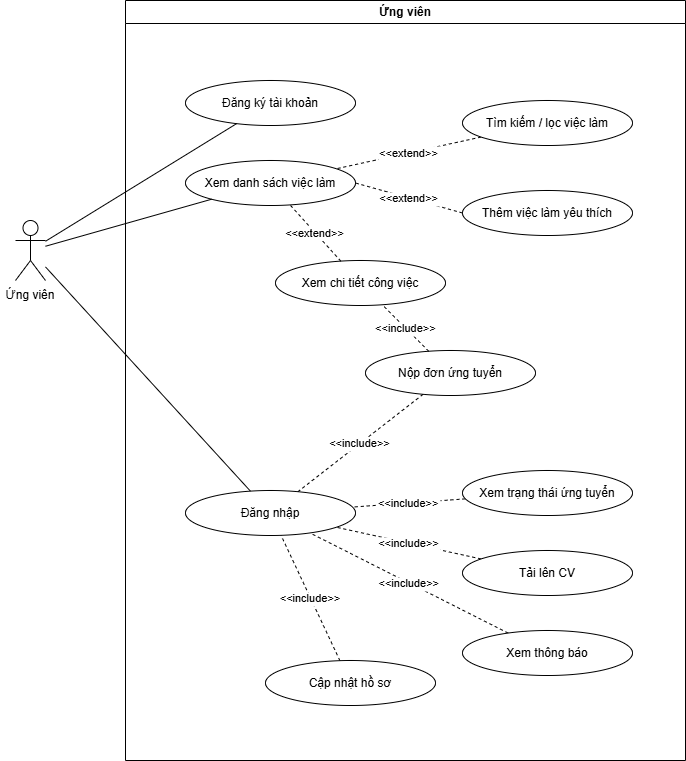 Ứng viên
Đăng ký tài khoản
Tìm kiếm / lọc việc làm
<<extend>>
Xem danh sách việc làm
<<extend>>
Thêm việc làm yêu thích
<<extend>>
Ứng viên
Xem chi tiết công việc
<<include>>
Nộp đơn ứng tuyển
<<include>>
Xem trạng thái ứng tuyển
<<include>>
Đăng nhập
<<include>>
Tải lên CV
<<include>>
<<include>>
Xem thông báo
Cập nhật hồ sơ